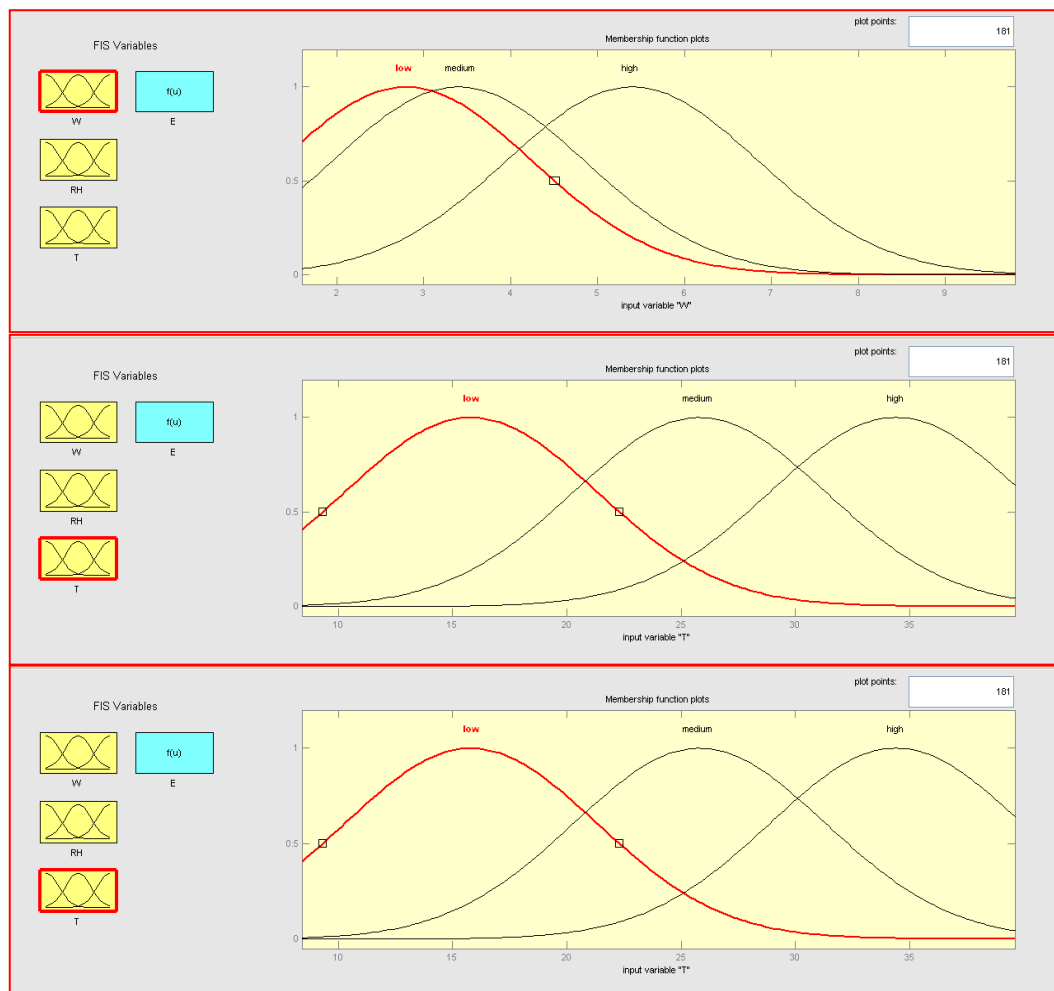 plot points:
181
FIS Variables
Membership function plots
low medium high
f(u)
W E
RH
T
1
0.5
0
2 3 4 5 6 7 8 9
input variable "W"
plot points:
181
FIS Variables
Membership function plots
low medium high
f(u)
W E
RH
T
1
0.5
0
10 15 20 25 30 35
input variable "T"
plot points:
181
FIS Variables
Membership function plots
low medium high
f(u)
W E
RH
T
1
0.5
0
10 15 20 25 30 35
input variable "T"